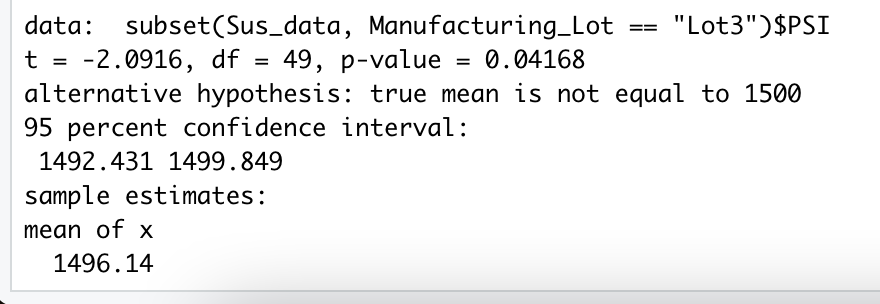 data:  subset(Sus_data, Manufacturing_Lot == "Lot3")$PSI
t = -2.0916, df = 49, p-value = 0.04168
alternative hypothesis: true mean is not equal to 1500
95 percent confidence interval:
 1492.431 1499.849
sample estimates:
mean of x
  1496.14